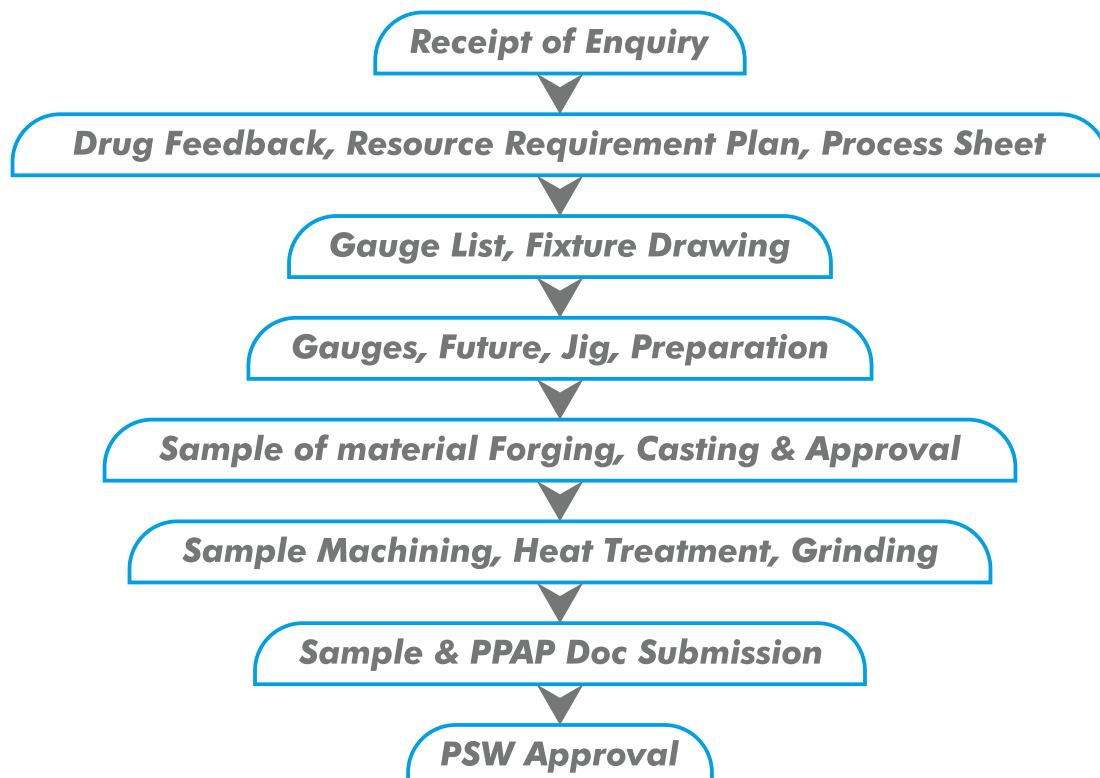 Receipt of Enquiry
Drug Feedback, Resource Requirement Plan, Process Sheet
Gauge List, Fixture Drawing
Gauges, Future, Jig, Preparation
Sample of material Forging, Casting & Approval
Sample Machining, Heat Treatment, Grinding
Sample & PPAP Doc Submission
PSW Approval